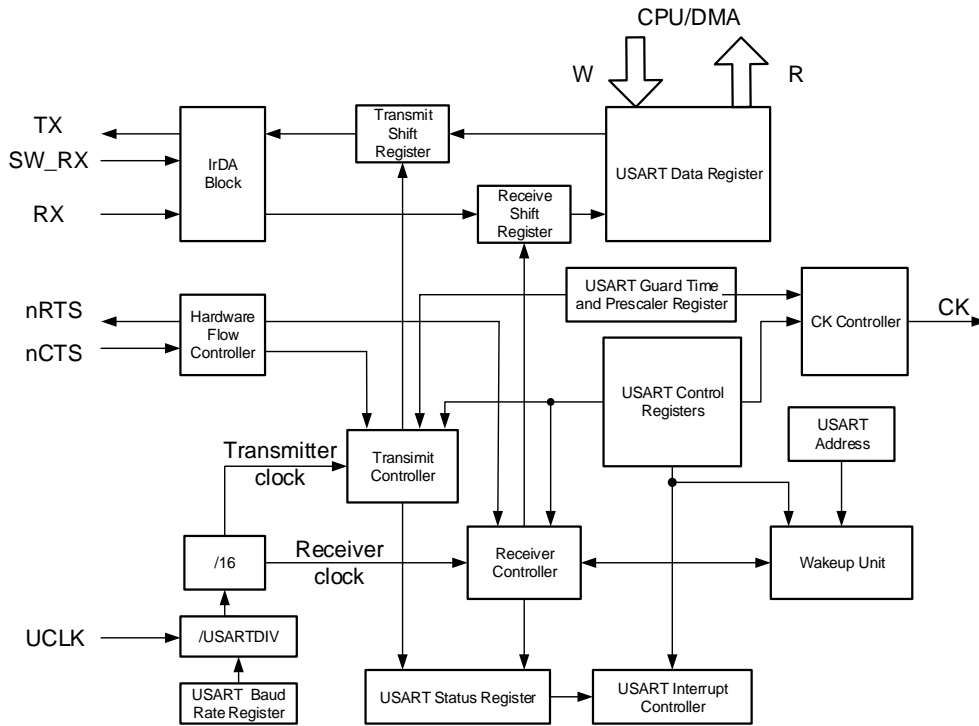 CPU/DMA
W
R
TX
SW_RX
RX
IrDA
Block
Transmit
Shift
Register
Receive
Shift
Register
USART Data Register
nRTS
nCTS
Hardware
Flow
Controller
USART Guard Time
and Prescaler Register
CK Controller
CK
USART Control
Registers
USART
Address
Transmitter
clock
Transimit
Controller
/16
Receiver
clock
Receiver
Controller
Wakeup Unit
UCLK
/USARTDIV
USART Baud
Rate Register
USART Status Register
USART Interrupt
Controller